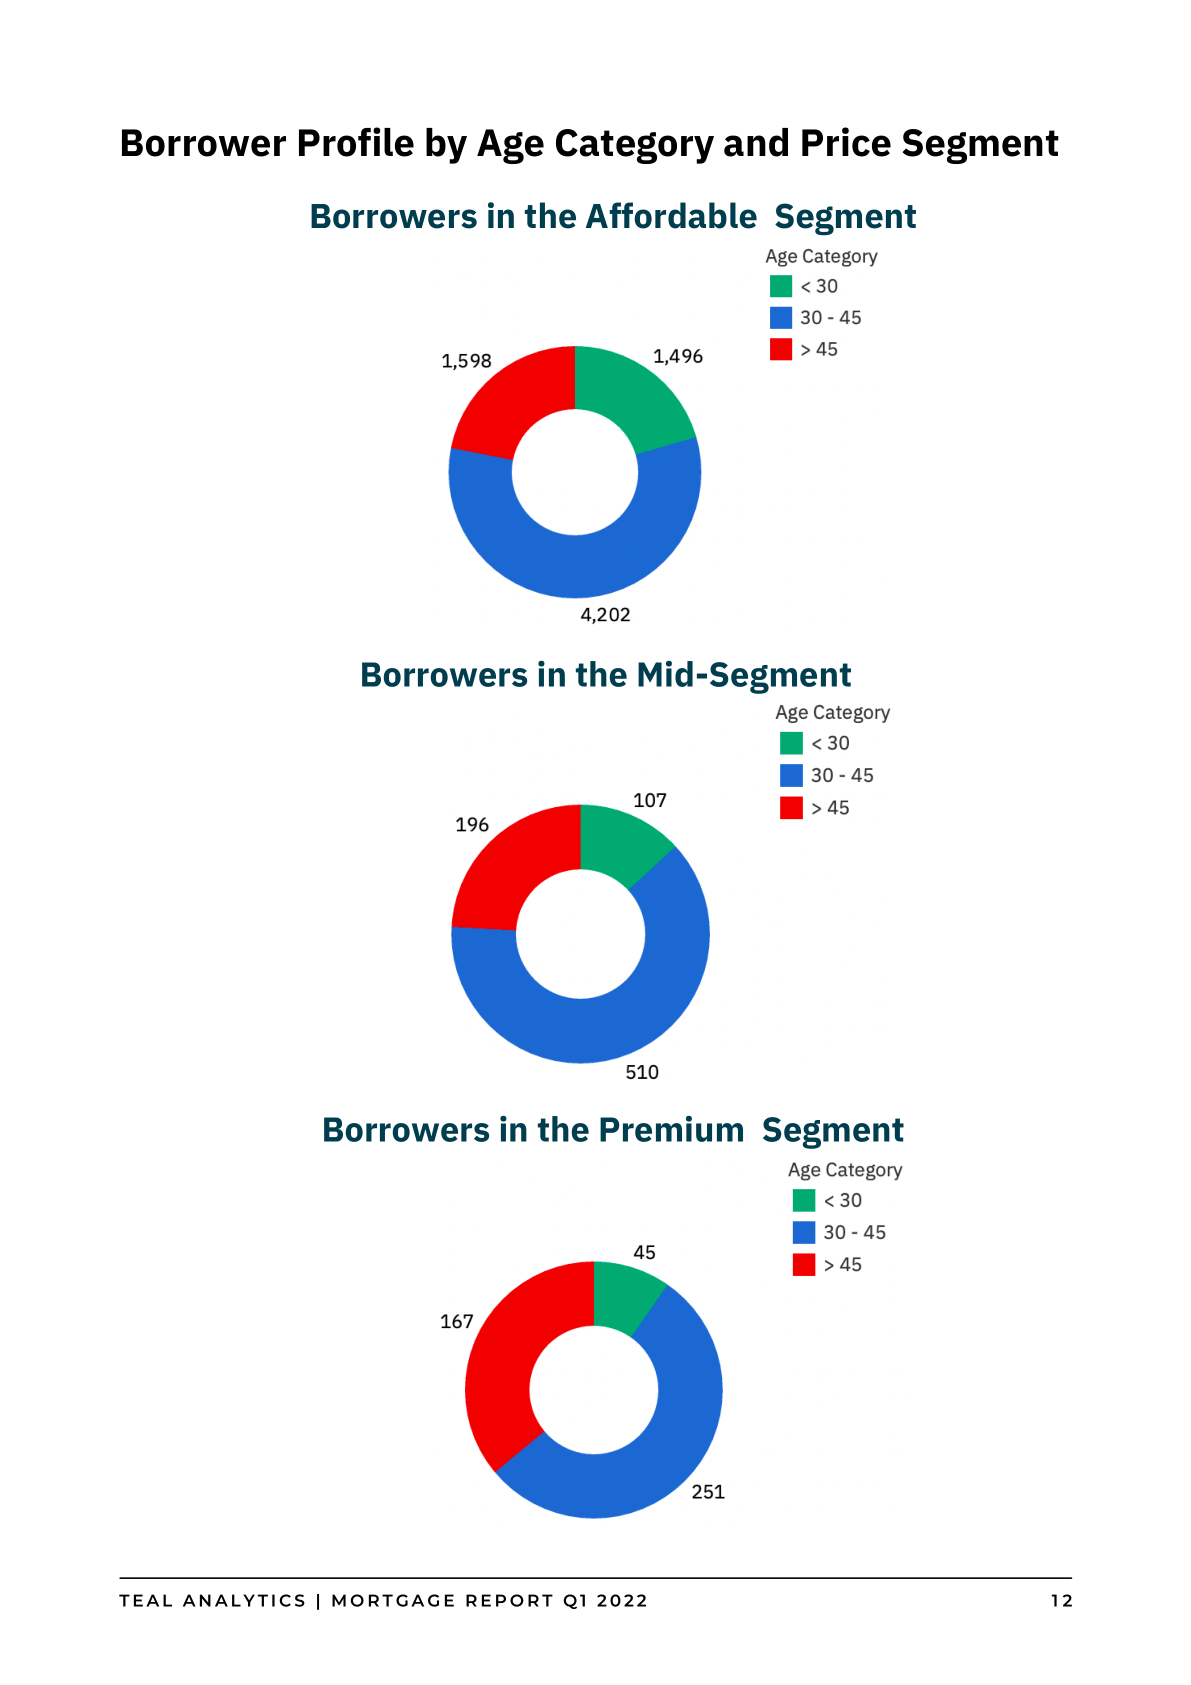 Borrower Profile by Age Category and Price Segment
Borrowers in the Affordable  Segment
Age Category
< 30
30 - 45
> 45
1,598
1,496
4,202
Borrowers in the Mid-Segment
Age Category
< 30
30 - 45
> 45
107
196
510
Borrowers in the Premium  Segment
Age Category
< 30
30 - 45
> 45
45
167
251
TEAL ANALYTICS | MORTGAGE REPORT Q1 2022 12